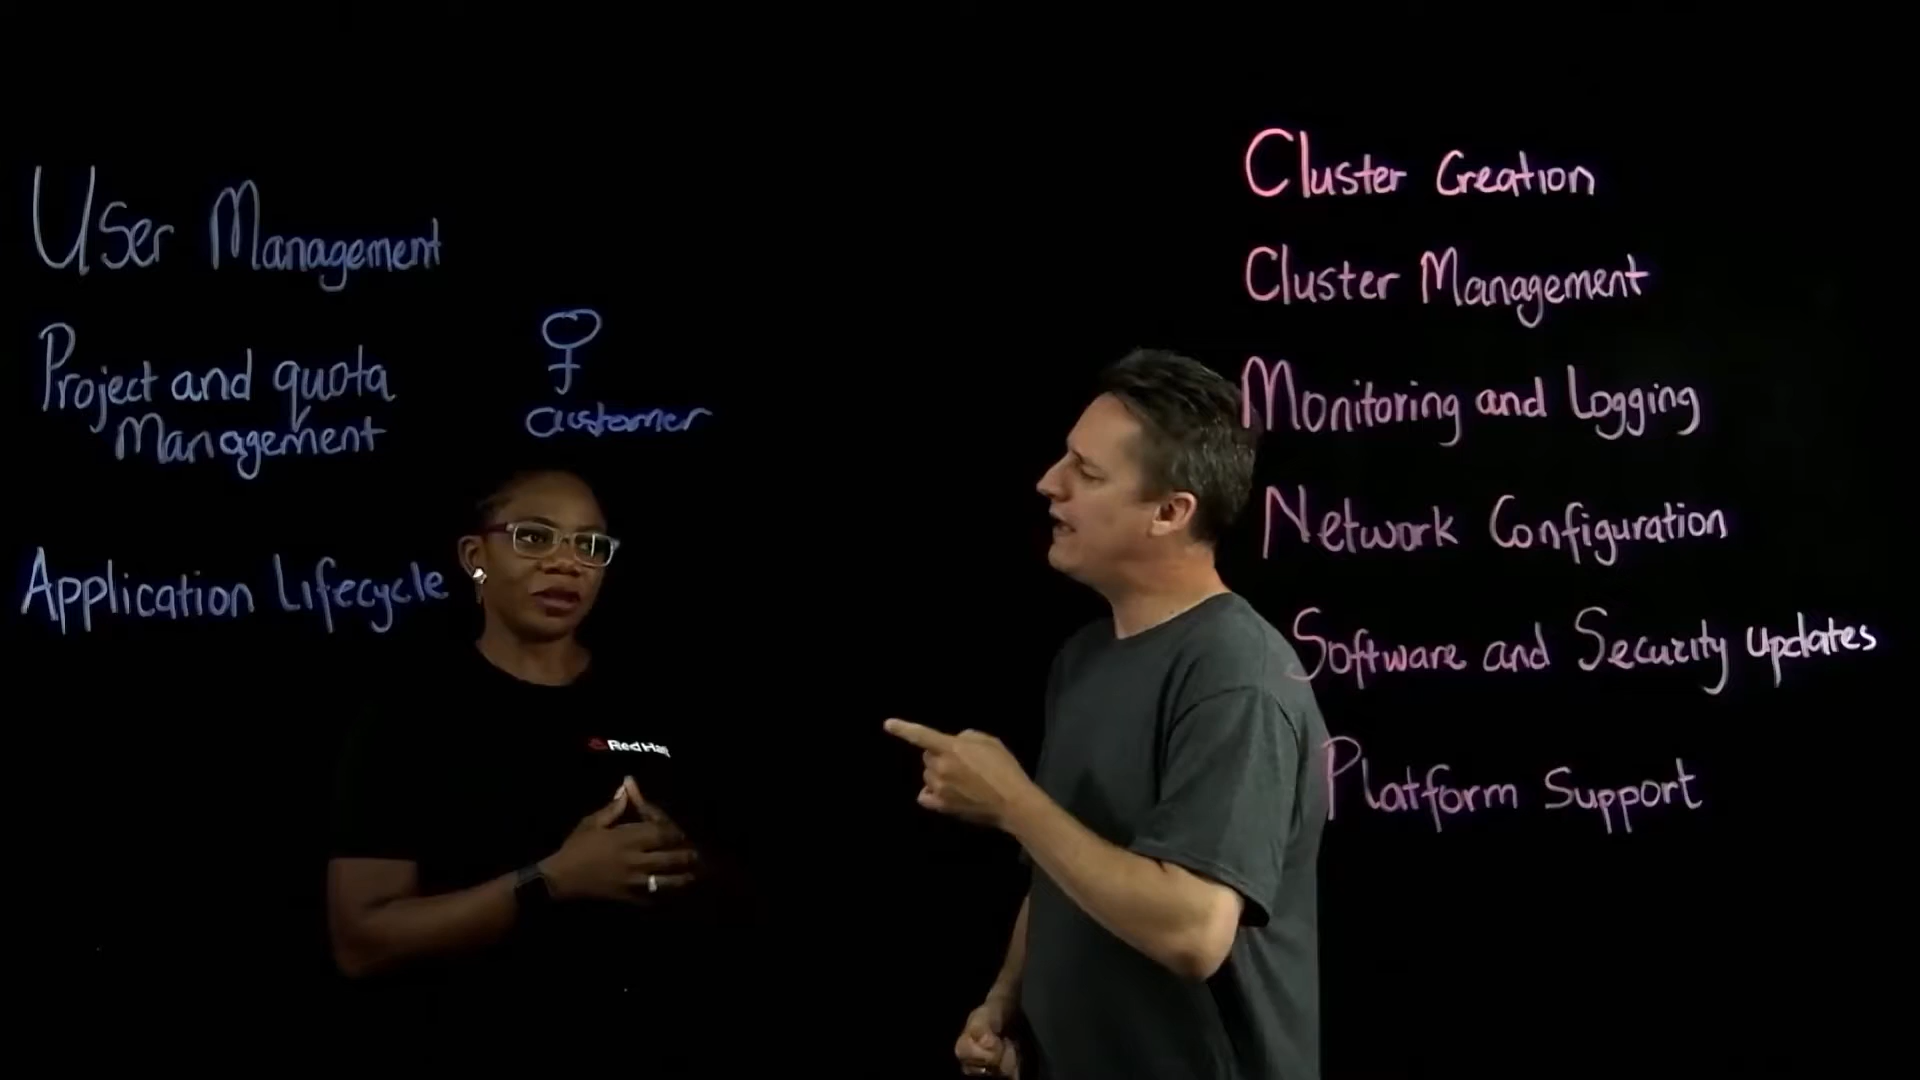 User Management
Project and quota
Management
Customer
Application Lifecycle
Red Hat
Cluster Creation
Cluster Management
Monitoring and Logging
Network Configuration
Software and Security updates
Platform Support